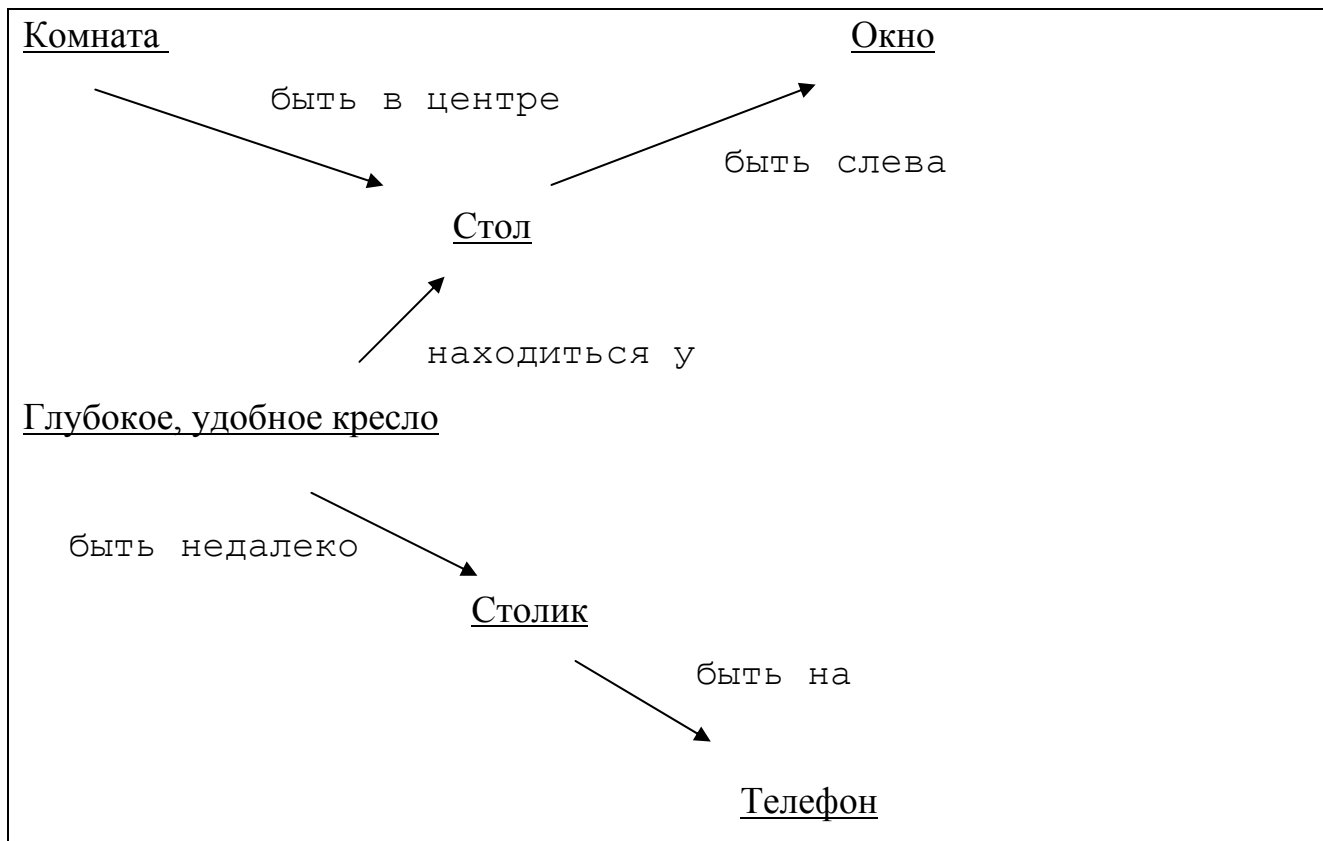 Комната Окно
быть в центре
быть слева
Стол
находиться у
Глубокое, удобное кресло
быть недалеко
Столик
быть на
Телефон